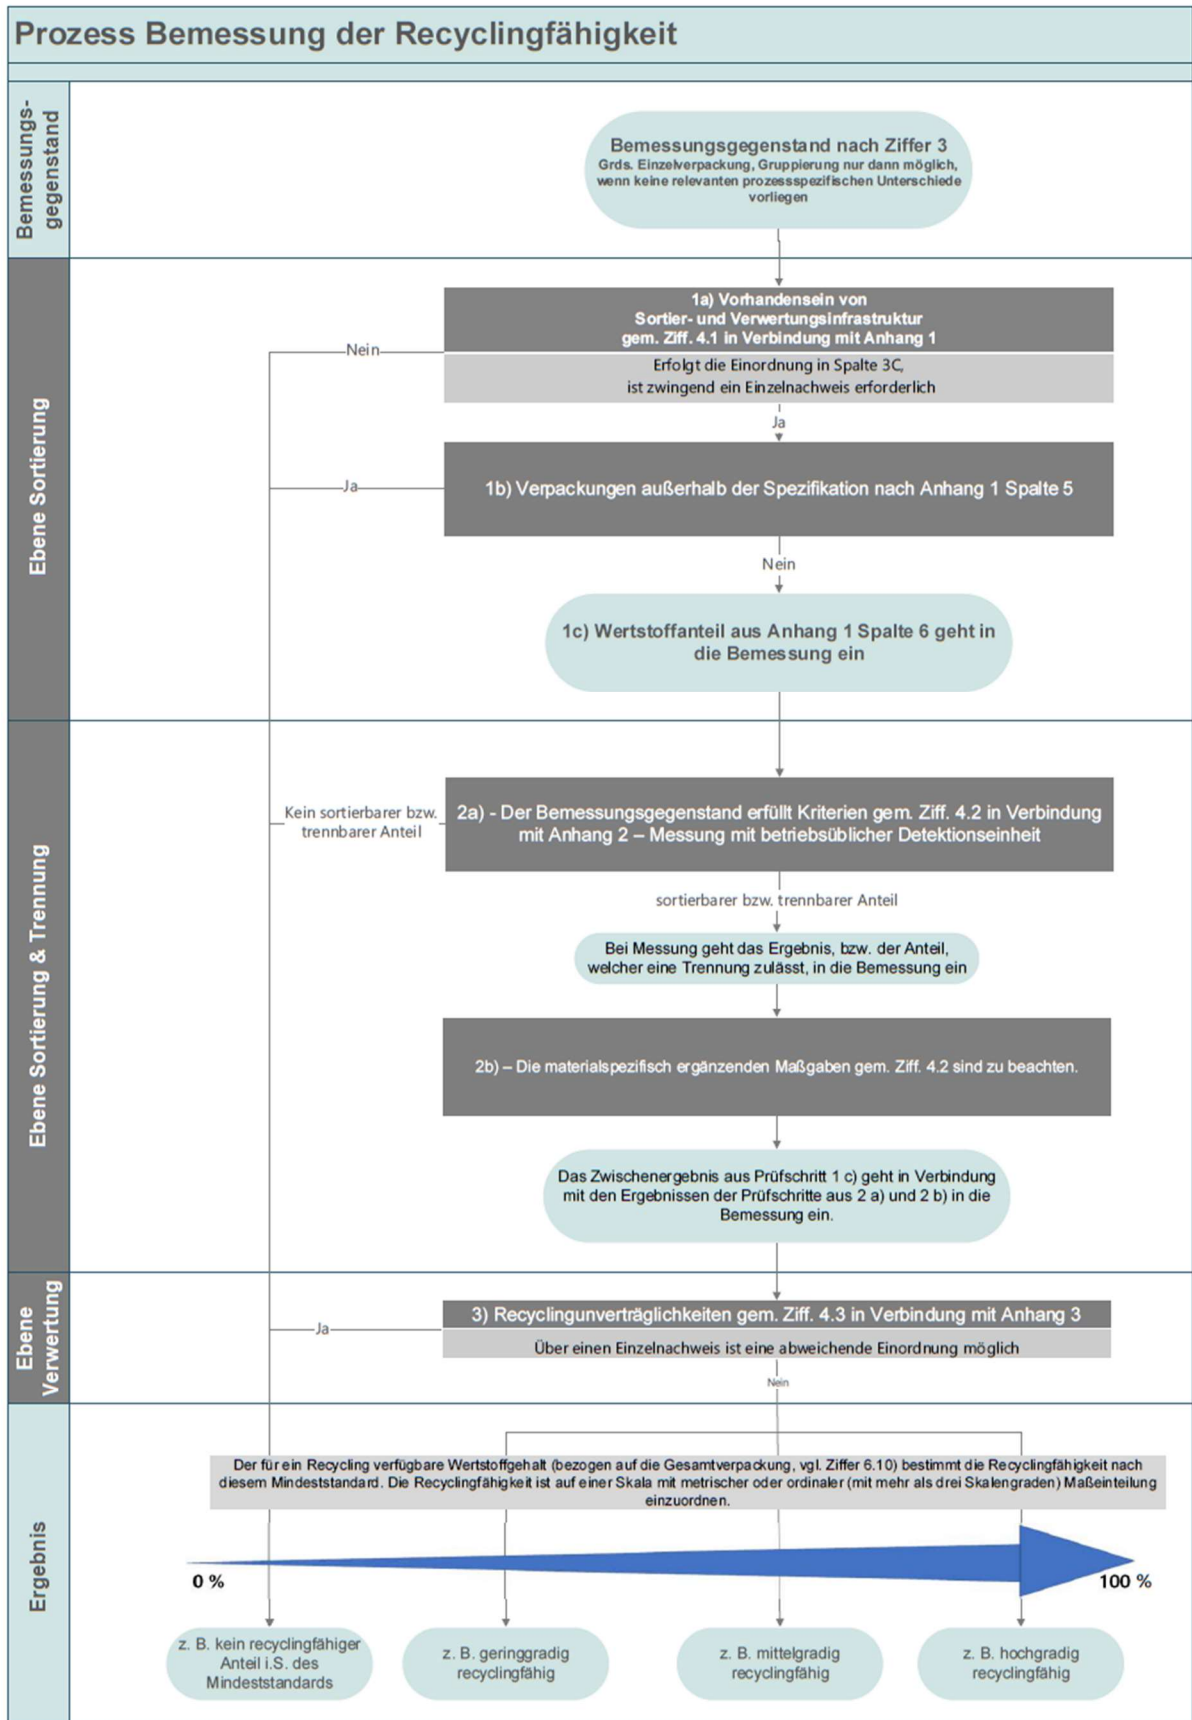 Prozess Bemessung der Recyclingfähigkeit
Bemessungs-
gegenstand
Bemessungsgegenstand nach Ziffer 3
Grds. Einzelverpackung, Gruppierung nur dann möglich,
wenn keine relevanten prozessspezifischen Unterschiede
vorliegen
Ebene Sortierung
1a) Vorhandensein von
Sortier- und Verwertungsinfrastruktur
gem. Ziff. 4.1 in Verbindung mit Anhang 1
Nein
Erfolgt die Einordnung in Spalte 3C,
ist zwingend ein Einzelnachweis erforderlich
Ja
Ja
1b) Verpackungen außerhalb der Spezifikation nach Anhang 1 Spalte 5
Nein
1c) Wertstoffanteil aus Anhang 1 Spalte 6 geht in
die Bemessung ein
Ebene Sortierung & Trennung
Kein sortierbarer bzw.
trennbarer Anteil
2a) - Der Bemessungsgegenstand erfüllt Kriterien gem. Ziff. 4.2 in Verbindung
mit Anhang 2 – Messung mit betriebsüblicher Detektionseinheit
sortierbarer bzw. trennbarer Anteil
Bei Messung geht das Ergebnis, bzw. der Anteil,
welcher eine Trennung zulässt, in die Bemessung ein
2b) – Die materialspezifisch ergänzenden Maßgaben gem. Ziff. 4.2 sind zu beachten.
Das Zwischenergebnis aus Prüfschritt 1 c) geht in Verbindung
mit den Ergebnissen der Prüfschritte aus 2 a) und 2 b) in die
Bemessung ein.
Ebene
Verwertung
3) Recyclingunverträglichkeiten gem. Ziff. 4.3 in Verbindung mit Anhang 3
Ja
Über einen Einzelnachweis ist eine abweichende Einordnung möglich
Nein
Ergebnis
Der für ein Recycling verfügbare Wertstoffgehalt (bezogen auf die Gesamtverpackung, vgl. Ziffer 6.10) bestimmt die Recyclingfähigkeit nach
diesem Mindeststandard. Die Recyclingfähigkeit ist auf einer Skala mit metrischer oder ordinaler (mit mehr als drei Skalengraden) Maßeinteilung
einzuordnen.
0 %
100 %
z. B. kein recyclingfähiger
Anteil i.S. des
Mindeststandards
z. B. geringgradig
recyclingfähig
z. B. mittelgradig
recyclingfähig
z. B. hochgradig
recyclingfähig